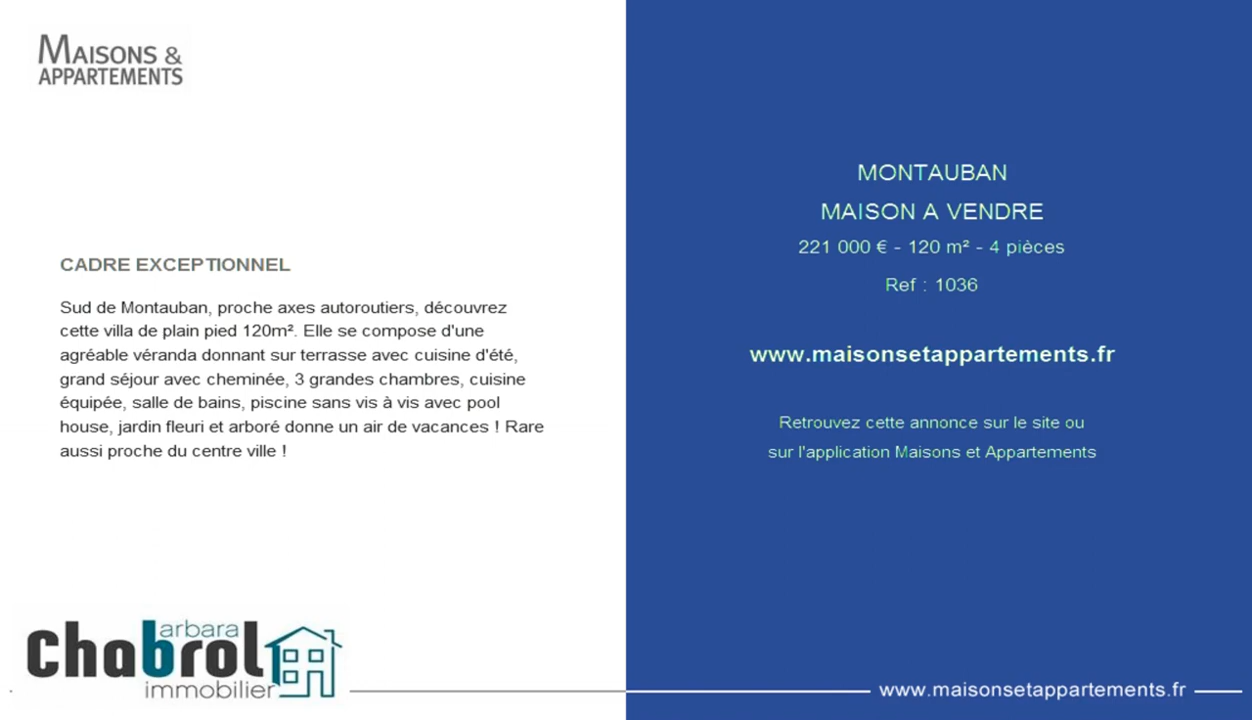 MAISONS &
APPARTEMENTS
CADRE EXCEPTIONNEL
Sud de Montauban, proche axes autoroutiers, découvrez
cette villa de plain pied 120m². Elle se compose d'une
agréable véranda donnant sur terrasse avec cuisine d'été,
grand séjour avec cheminée, 3 grandes chambres, cuisine
équipée, salle de bains, piscine sans vis à vis avec pool
house, jardin fleuri et arboré donne un air de vacances ! Rare
aussi proche du centre ville !
arbara
Chabrol
immobilier
MONTAUBAN
MAISON A VENDRE
221 000 € - 120 m² - 4 pièces
Ref : 1036
www.maisonsetappartements.fr
Retrouvez cette annonce sur le site ou
sur l'application Maisons et Appartements
www.maisonsetappartements.fr